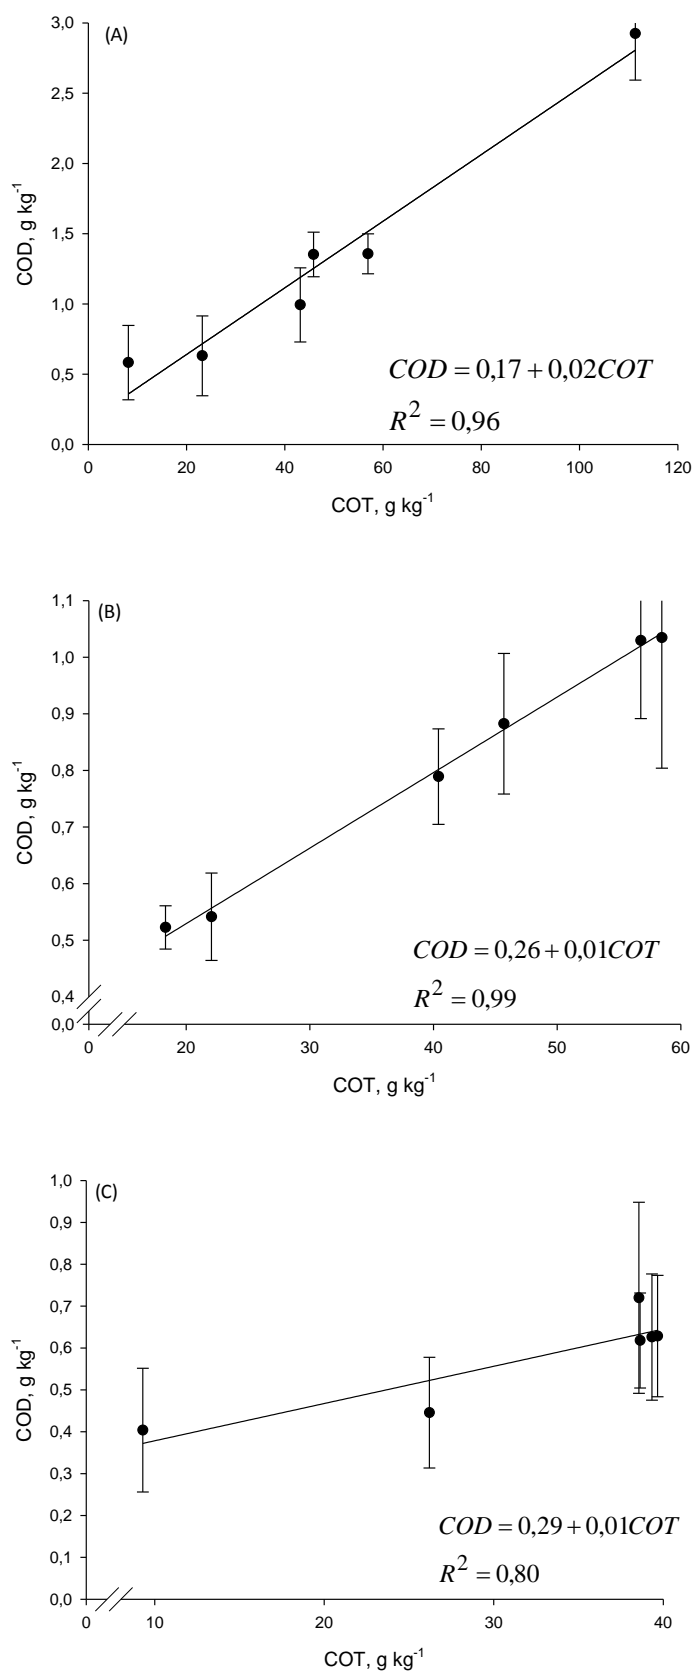 (A)
3,0
2,5
2,0
1,5
1,0
0,5
0,0
COD, g kg⁻¹
COD = 0,17 + 0,02COT
R² = 0,96
0 20 40 60 80 100 120
COT, g kg⁻¹
(B)
1,1
1,0
0,9
0,8
0,7
0,6
0,5
0,4
0,0
COD, g kg⁻¹
COD = 0,26 + 0,01COT
R² = 0,99
0 20 30 40 50 60
COT, g kg⁻¹
(C)
1,0
0,9
0,8
0,7
0,6
0,5
0,4
0,3
0,2
0,1
0,0
COD, g kg⁻¹
COD = 0,29 + 0,01COT
R² = 0,80
0 10 20 30 40
COT, g kg⁻¹